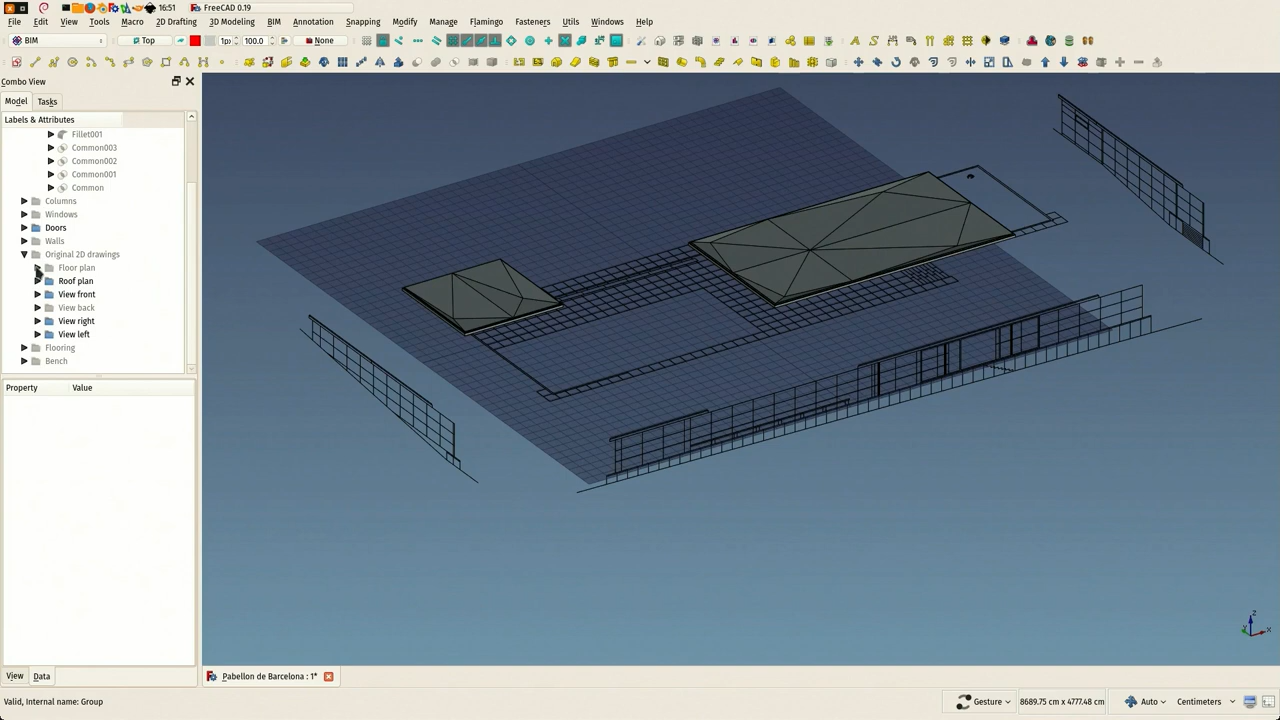 16:51 FreeCAD 0.19
File Edit View Tools Macro 2D Drafting 3D Modeling BIM Annotation Snapping Modify Manage Flamingo Fasteners Utils Windows Help
BIM Top 100.0 None
Combo View
Model Tasks
Labels & Attributes
Fillet001
Common003
Common002
Common001
Common
Columns
Windows
Doors
Walls
Original 2D drawings
Floor plan
Roof plan
View front
View back
View right
View left
Flooring
Bench
Property Value
Z
X
View Data
Pabellon de Barcelona : 1*
Valid, Internal name: Group
Gesture 8689.75 cm x 4777.48 cm Auto Centimeters